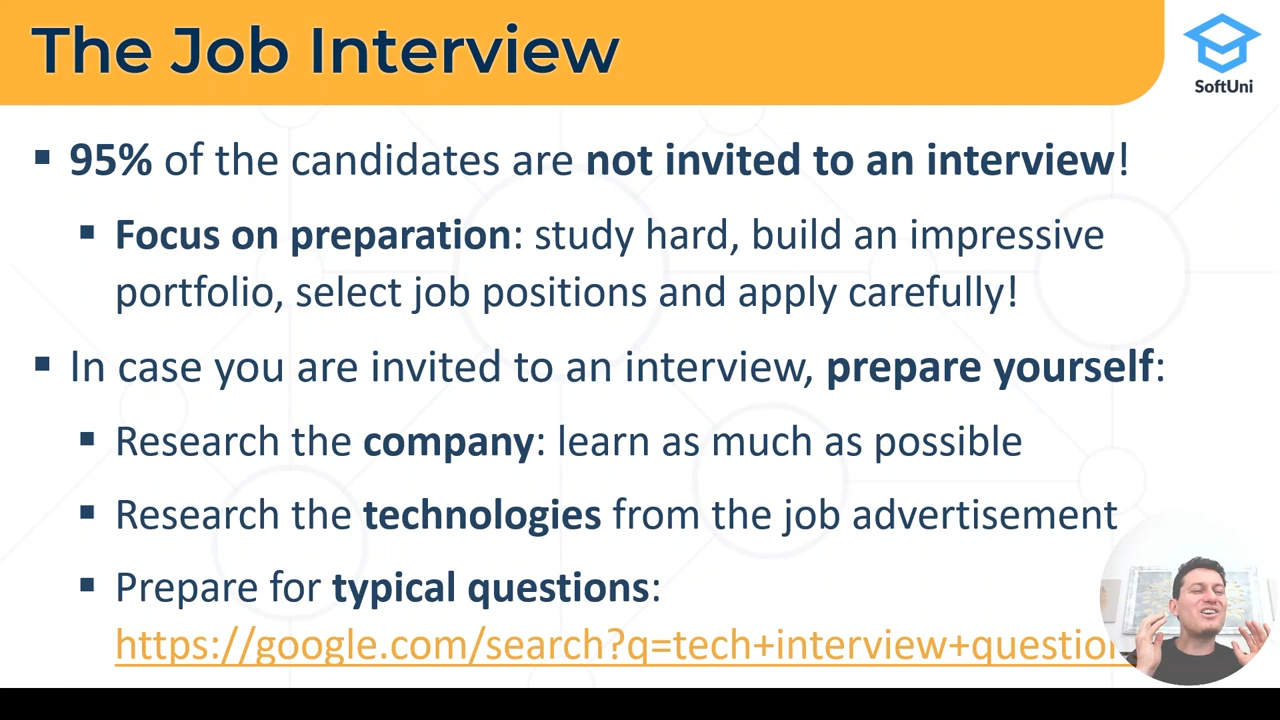 The Job Interview
SoftUni
▪ 95% of the candidates are not invited to an interview!
▪ Focus on preparation: study hard, build an impressive
portfolio, select job positions and apply carefully!
▪ In case you are invited to an interview, prepare yourself:
▪ Research the company: learn as much as possible
▪ Research the technologies from the job advertisement
▪ Prepare for typical questions:
https://google.com/search?q=tech+interview+question